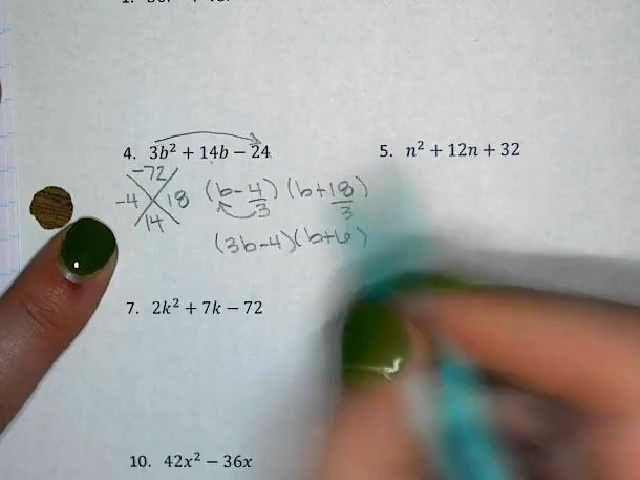 4. 3b² + 14b − 24
5. n² + 12n + 32
-72
-4 18
14
(b - 4/3) (b + 18/3)
(3b-4)(b+6)
7. 2k² + 7k − 72
10. 42x² − 36x